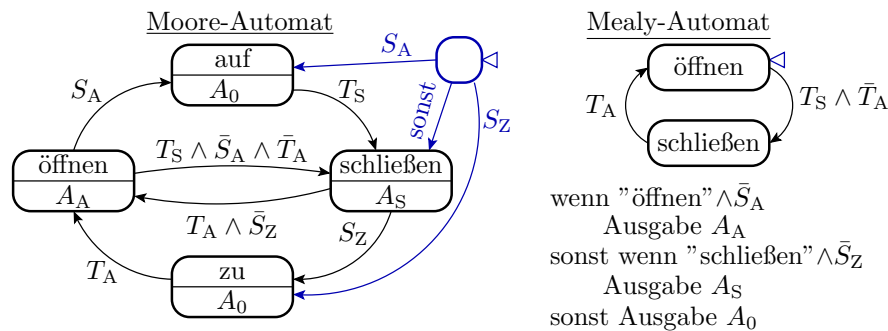 Moore-Automat
auf
A_0
S_A
S_A
T_S
sonst
S_Z
öffnen
A_A
T_S ∧ S̄_A ∧ T̄_A
schließen
A_S
T_A ∧ S̄_Z
S_Z
T_A
zu
A_0
Mealy-Automat
öffnen
T_A
T_S ∧ T̄_A
schließen
wenn "öffnen"∧S̄_A
Ausgabe A_A
sonst wenn "schließen"∧S̄_Z
Ausgabe A_S
sonst Ausgabe A_0